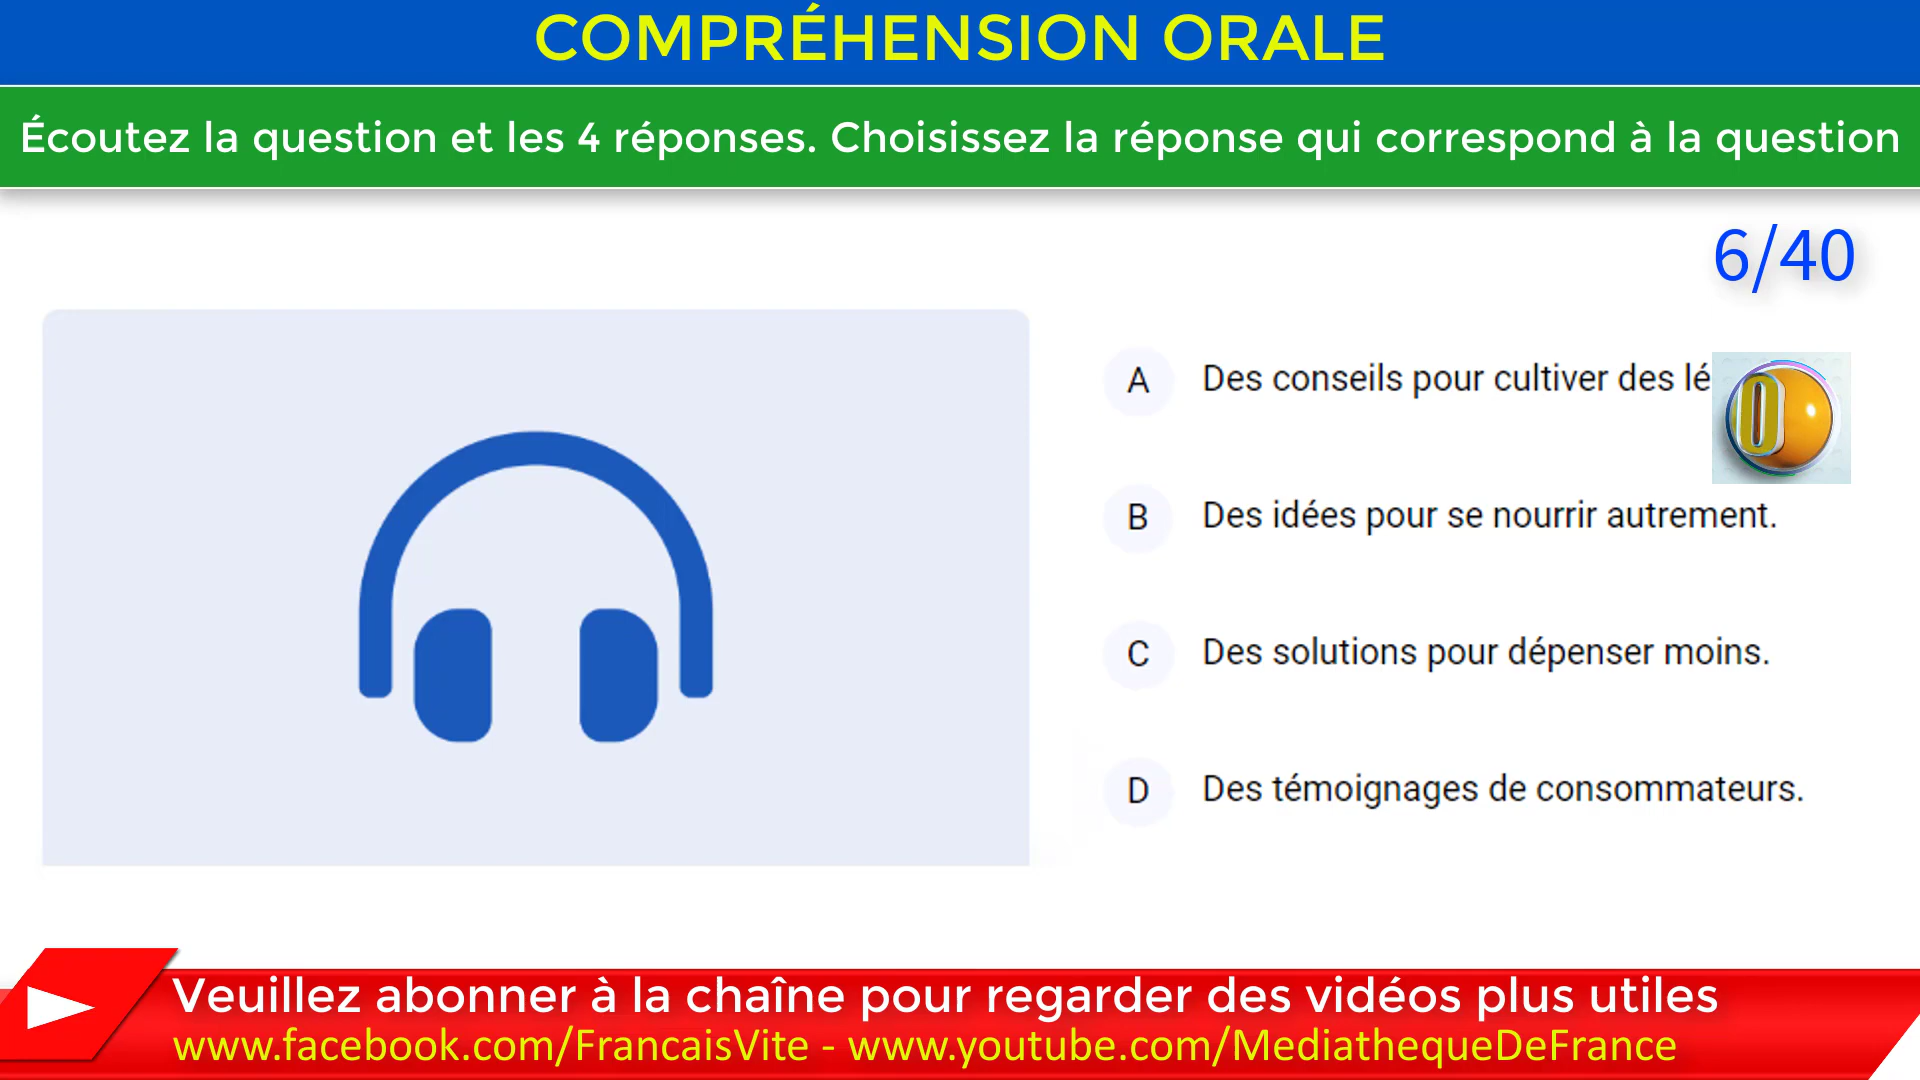 COMPRÉHENSION ORALE
Écoutez la question et les 4 réponses. Choisissez la réponse qui correspond à la question
6/40
A Des conseils pour cultiver des
0
B Des idées pour se nourrir autrement.
C Des solutions pour dépenser moins.
D Des témoignages de consommateurs.
Veuillez abonner à la chaîne pour regarder des vidéos plus utiles
www.facebook.com/FrancaisVite - www.youtube.com/MediathequeDeFrance